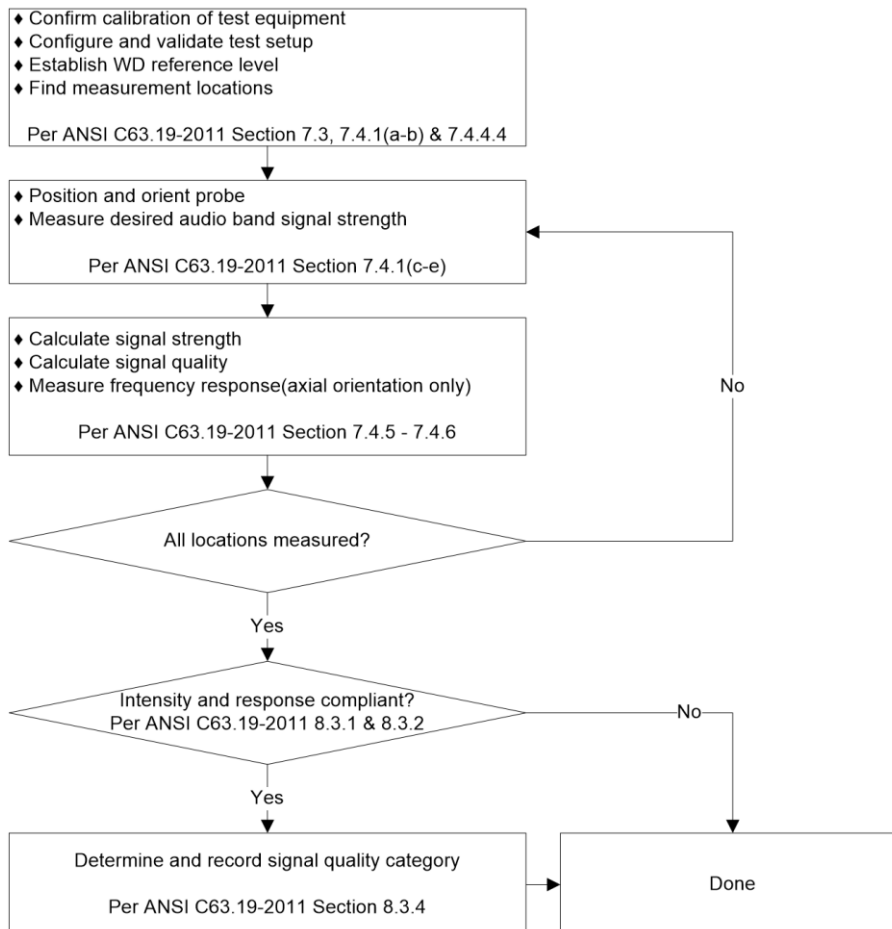 ♦ Confirm calibration of test equipment
♦ Configure and validate test setup
♦ Establish WD reference level
♦ Find measurement locations
Per ANSI C63.19-2011 Section 7.3, 7.4.1(a-b) & 7.4.4.4
♦ Position and orient probe
♦ Measure desired audio band signal strength
Per ANSI C63.19-2011 Section 7.4.1(c-e)
♦ Calculate signal strength
♦ Calculate signal quality
♦ Measure frequency response(axial orientation only)
Per ANSI C63.19-2011 Section 7.4.5 - 7.4.6
No
All locations measured?
Yes
Intensity and response compliant?
Per ANSI C63.19-2011 8.3.1 & 8.3.2
No
Yes
Determine and record signal quality category
Per ANSI C63.19-2011 Section 8.3.4
Done